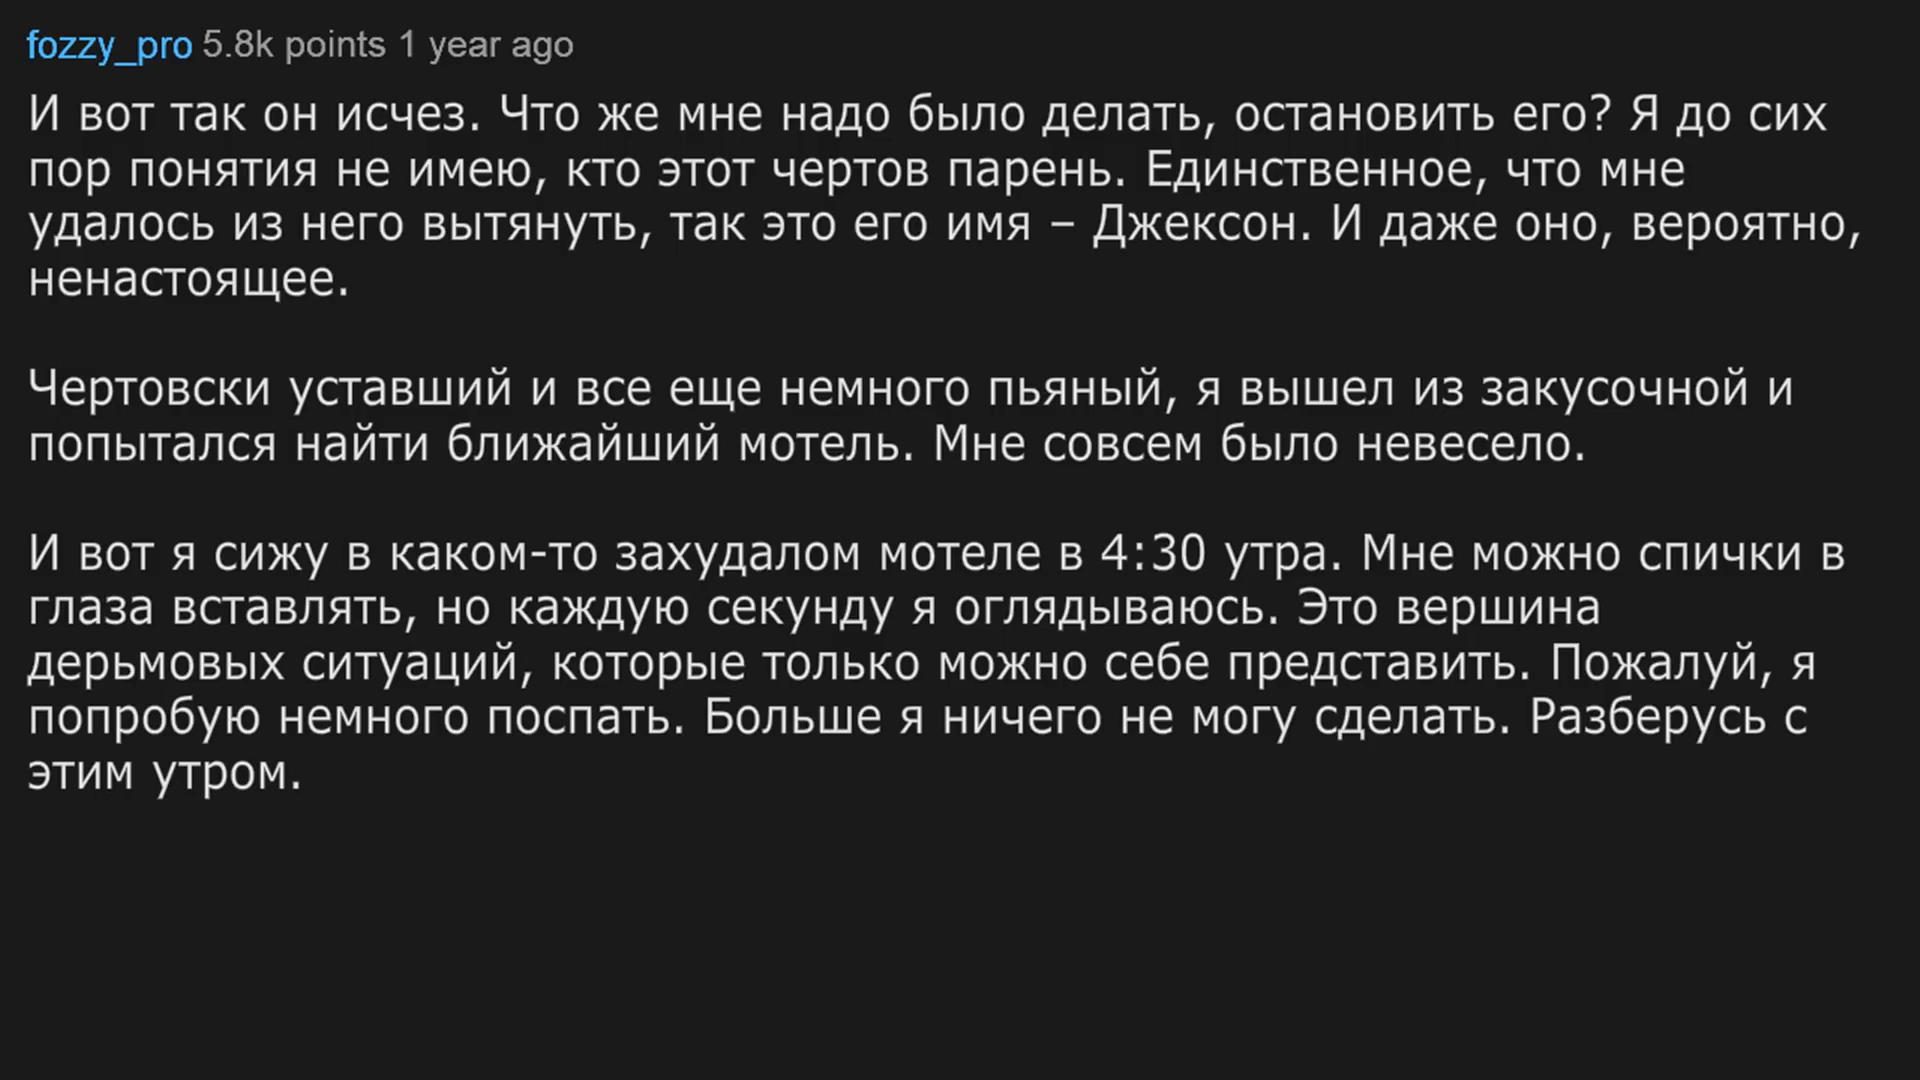 fozzy_pro 5.8k points 1 year ago
И вот так он исчез. Что же мне надо было делать, остановить его? Я до сих
пор понятия не имею, кто этот чертов парень. Единственное, что мне
удалось из него вытянуть, так это его имя – Джексон. И даже оно, вероятно,
ненастоящее.
Чертовски уставший и все еще немного пьяный, я вышел из закусочной и
попытался найти ближайший мотель. Мне совсем было невесело.
И вот я сижу в каком-то захудалом мотеле в 4:30 утра. Мне можно спички в
глаза вставлять, но каждую секунду я оглядываюсь. Это вершина
дерьмовых ситуаций, которые только можно себе представить. Пожалуй, я
попробую немного поспать. Больше я ничего не могу сделать. Разберусь с
этим утром.